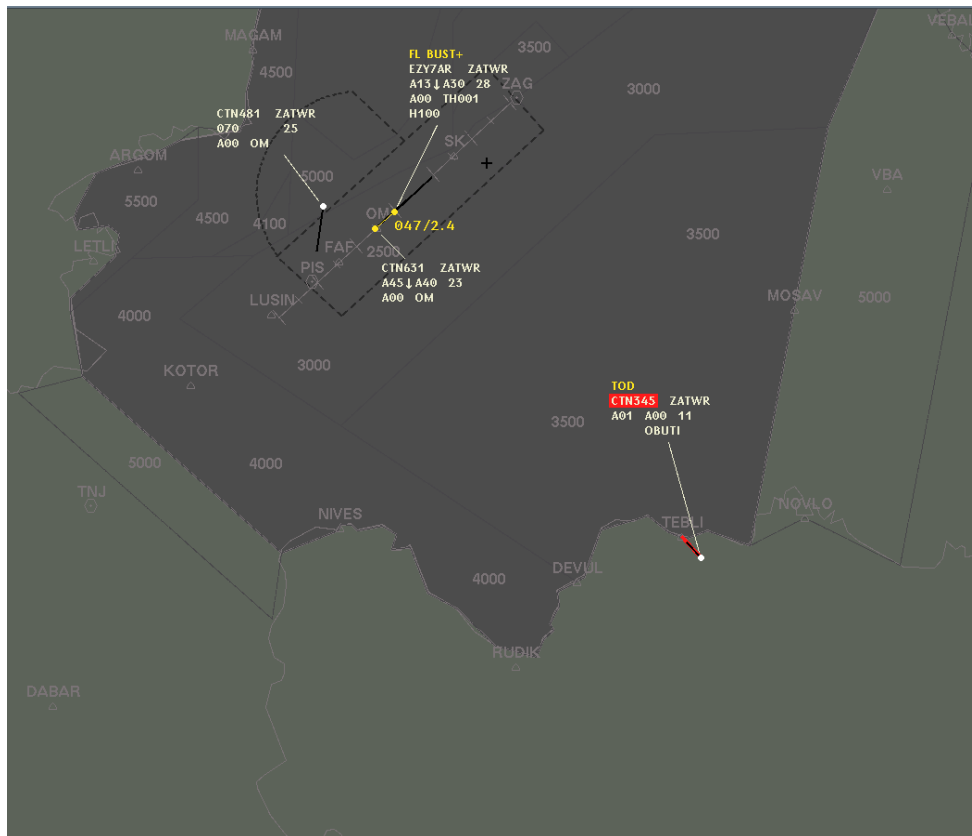 VEBA
MAGAM
3500
4500
FL BUST+
EZY7AR ZATWR
A13↓A30 28
A00 TH001
H100
ZAG
3000
CTN481 ZATWR
070 25
A00 OM
SK
ARGOM
5000
VBA
5500
4500
4100
OM
047/2.4
LETLI
FAF
2500
3500
PIS
CTN631 ZATWR
A45↓A40 23
A00 OM
LUSIN
MOSAV
5000
4000
3000
KOTOR
TOD
CTN345 ZATWR
A01 A00 11
OBUTI
3500
5000
4000
TNJ
NIVES
NOVLO
TEBLI
DEVUL
4000
RUDIK
DABAR